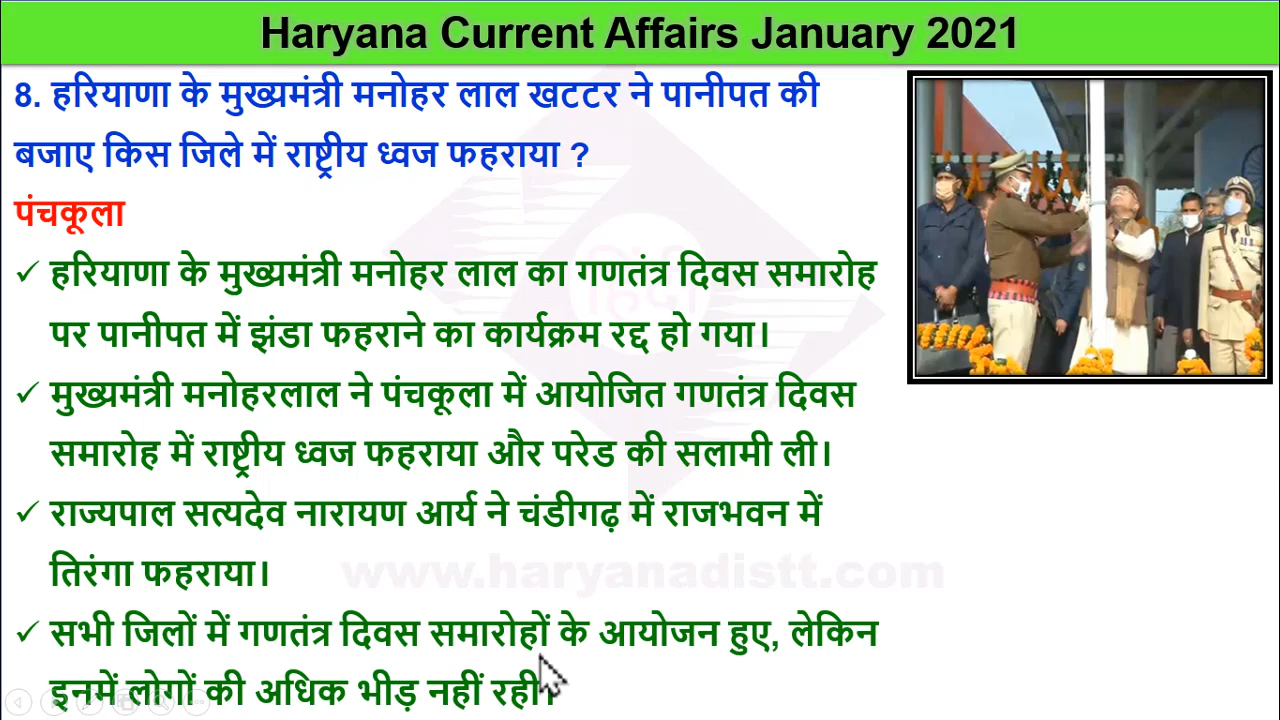 Haryana Current Affairs January 2021
8. हरियाणा के मुख्यमंत्री मनोहर लाल खटटर ने पानीपत की
बजाए किस जिले में राष्ट्रीय ध्वज फहराया ?
पंचकूला
✓ हरियाणा के मुख्यमंत्री मनोहर लाल का गणतंत्र दिवस समारोह
पर पानीपत में झंडा फहराने का कार्यक्रम रद्द हो गया।
✓ मुख्यमंत्री मनोहरलाल ने पंचकूला में आयोजित गणतंत्र दिवस
समारोह में राष्ट्रीय ध्वज फहराया और परेड की सलामी ली।
✓ राज्यपाल सत्यदेव नारायण आर्य ने चंडीगढ़ में राजभवन में
तिरंगा फहराया।
✓ सभी जिलों में गणतंत्र दिवस समारोहों के आयोजन हुए, लेकिन
इनमें लोगों की अधिक भीड़ नहीं रही।
हिंदी
www.haryanadistt.com